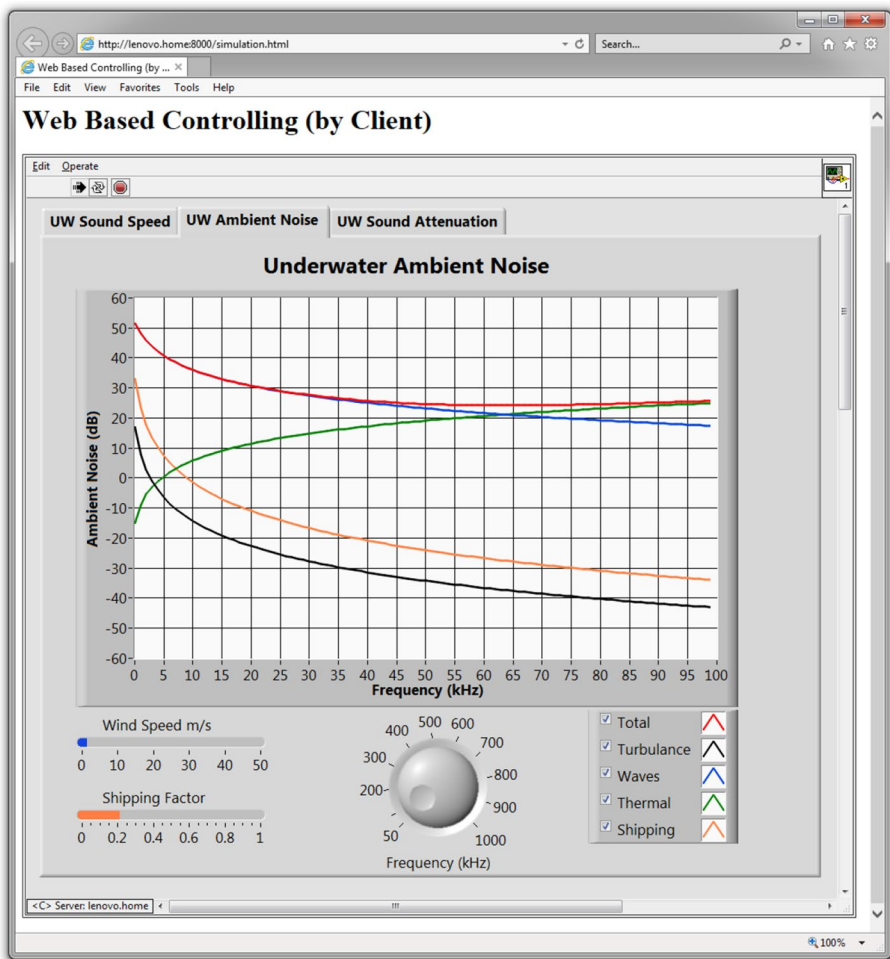 http://lenovo.home:8000/simulation.html
Search...
Web Based Controlling (by ...
File Edit View Favorites Tools Help
Web Based Controlling (by Client)
Edit Operate
1
UW Sound Speed UW Ambient Noise UW Sound Attenuation
Underwater Ambient Noise
60
50
40
30
20
10
0
-10
-20
-30
-40
-50
-60
Ambient Noise (dB)
0 5 10 15 20 25 30 35 40 45 50 55 60 65 70 75 80 85 90 95 100
Frequency (kHz)
Wind Speed m/s
0 10 20 30 40 50
Shipping Factor
0 0.2 0.4 0.6 0.8 1
50 200 300 400 500 600 700 800 900 1000
Frequency (kHz)
Total
Turbulance
Waves
Thermal
Shipping
<C> Server: lenovo.home
100%